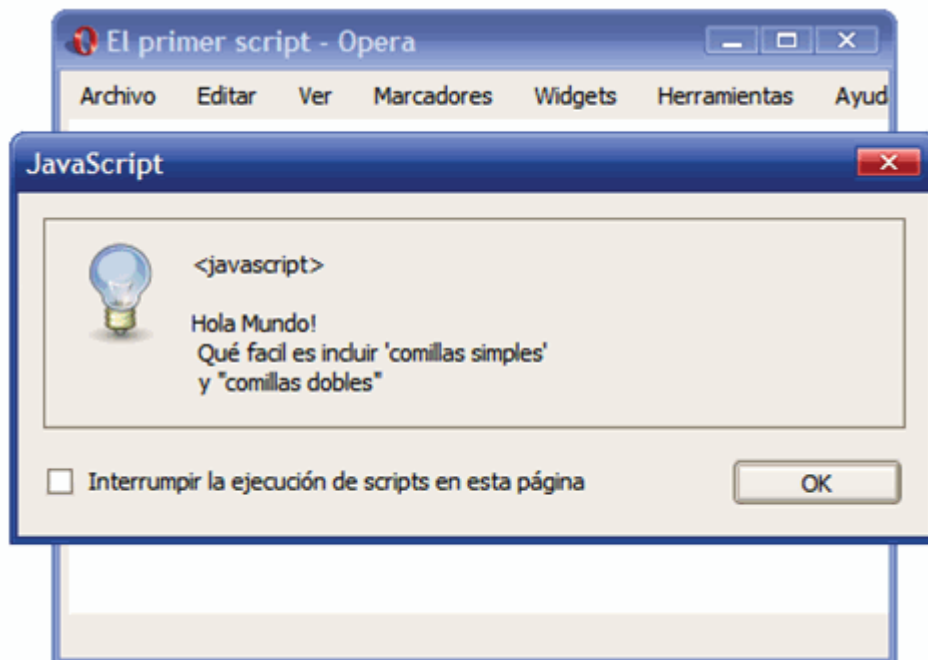 El primer script - Opera
Archivo Editar Ver Marcadores Widgets Herramientas Ayud
JavaScript
<javascript>
Hola Mundo!
Qué facil es incluir 'comillas simples'
y "comillas dobles"
Interrumpir la ejecución de scripts en esta página
OK